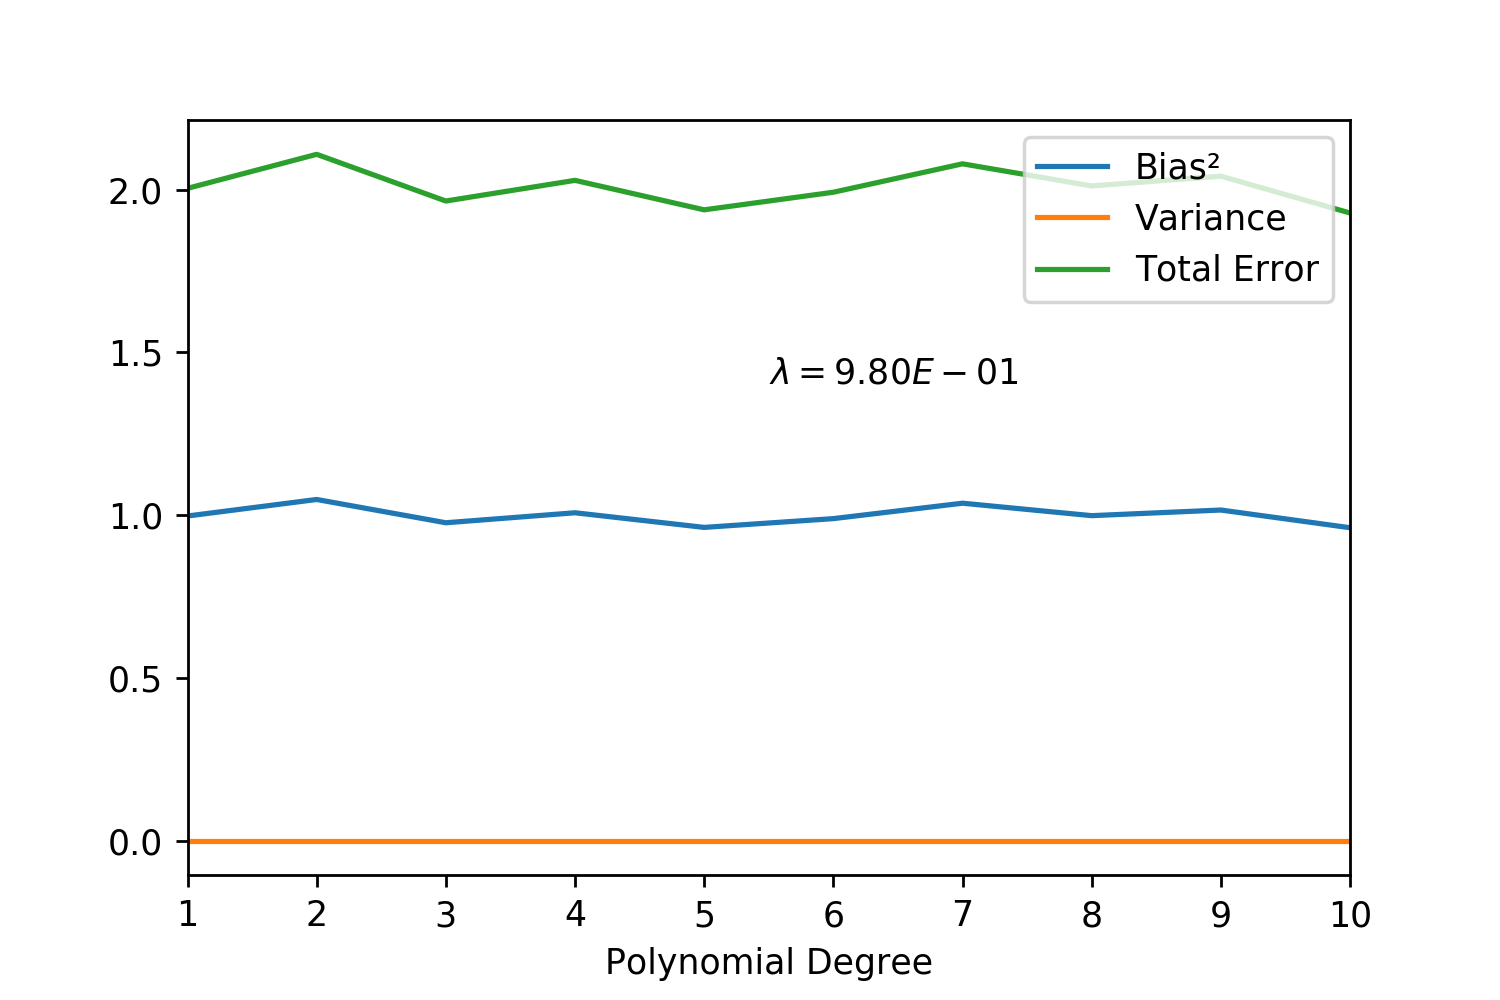 2.0
1.5
1.0
0.5
0.0
Bias²
Variance
Total Error
λ = 9.80E − 01
1 2 3 4 5 6 7 8 9 10
Polynomial Degree